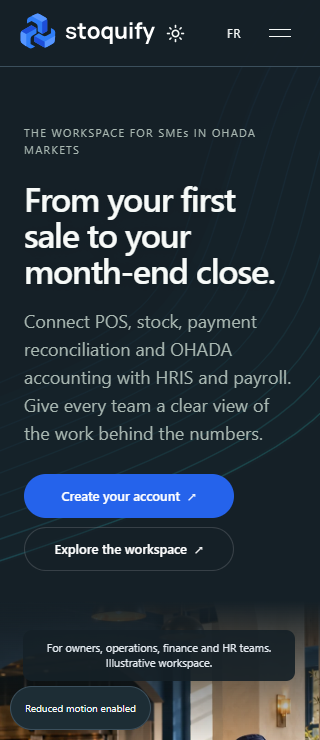 stoquify
FR
THE WORKSPACE FOR SMEs IN OHADA
MARKETS
From your first
sale to your
month-end close.
Connect POS, stock, payment
reconciliation and OHADA
accounting with HRIS and payroll.
Give every team a clear view of
the work behind the numbers.
Create your account ↗
Explore the workspace ↗
For owners, operations, finance and HR teams.
Illustrative workspace.
Reduced motion enabled